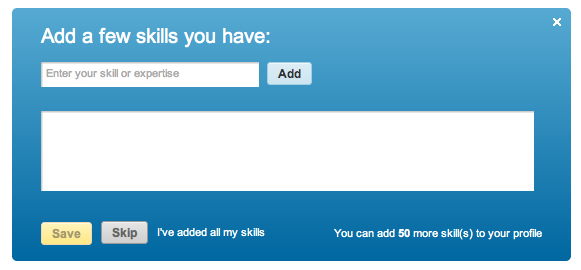 Add a few skills you have:
Enter your skill or expertise Add
Save Skip I've added all my skills You can add 50 more skill(s) to your profile